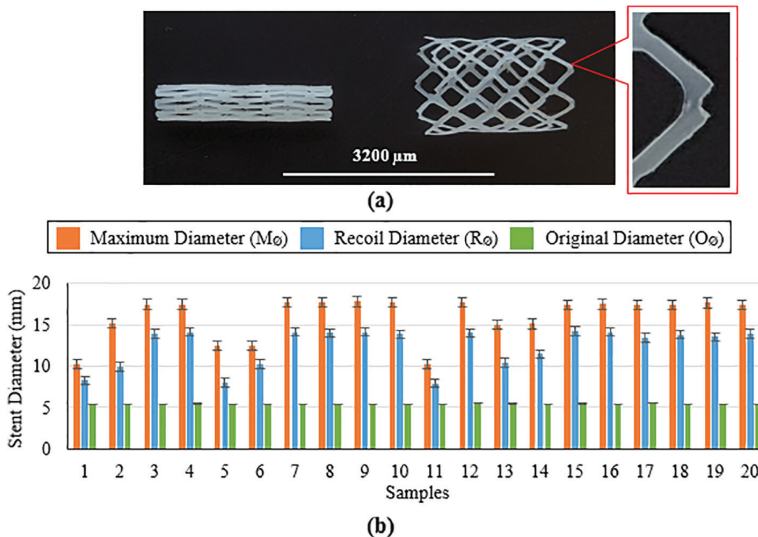 3200 µm
(a)
Maximum Diameter (M⌀) Recoil Diameter (R⌀) Original Diameter (O⌀)
Stent Diameter (mm)
20
15
10
5
0
1 2 3 4 5 6 7 8 9 10 11 12 13 14 15 16 17 18 19 20
Samples
(b)